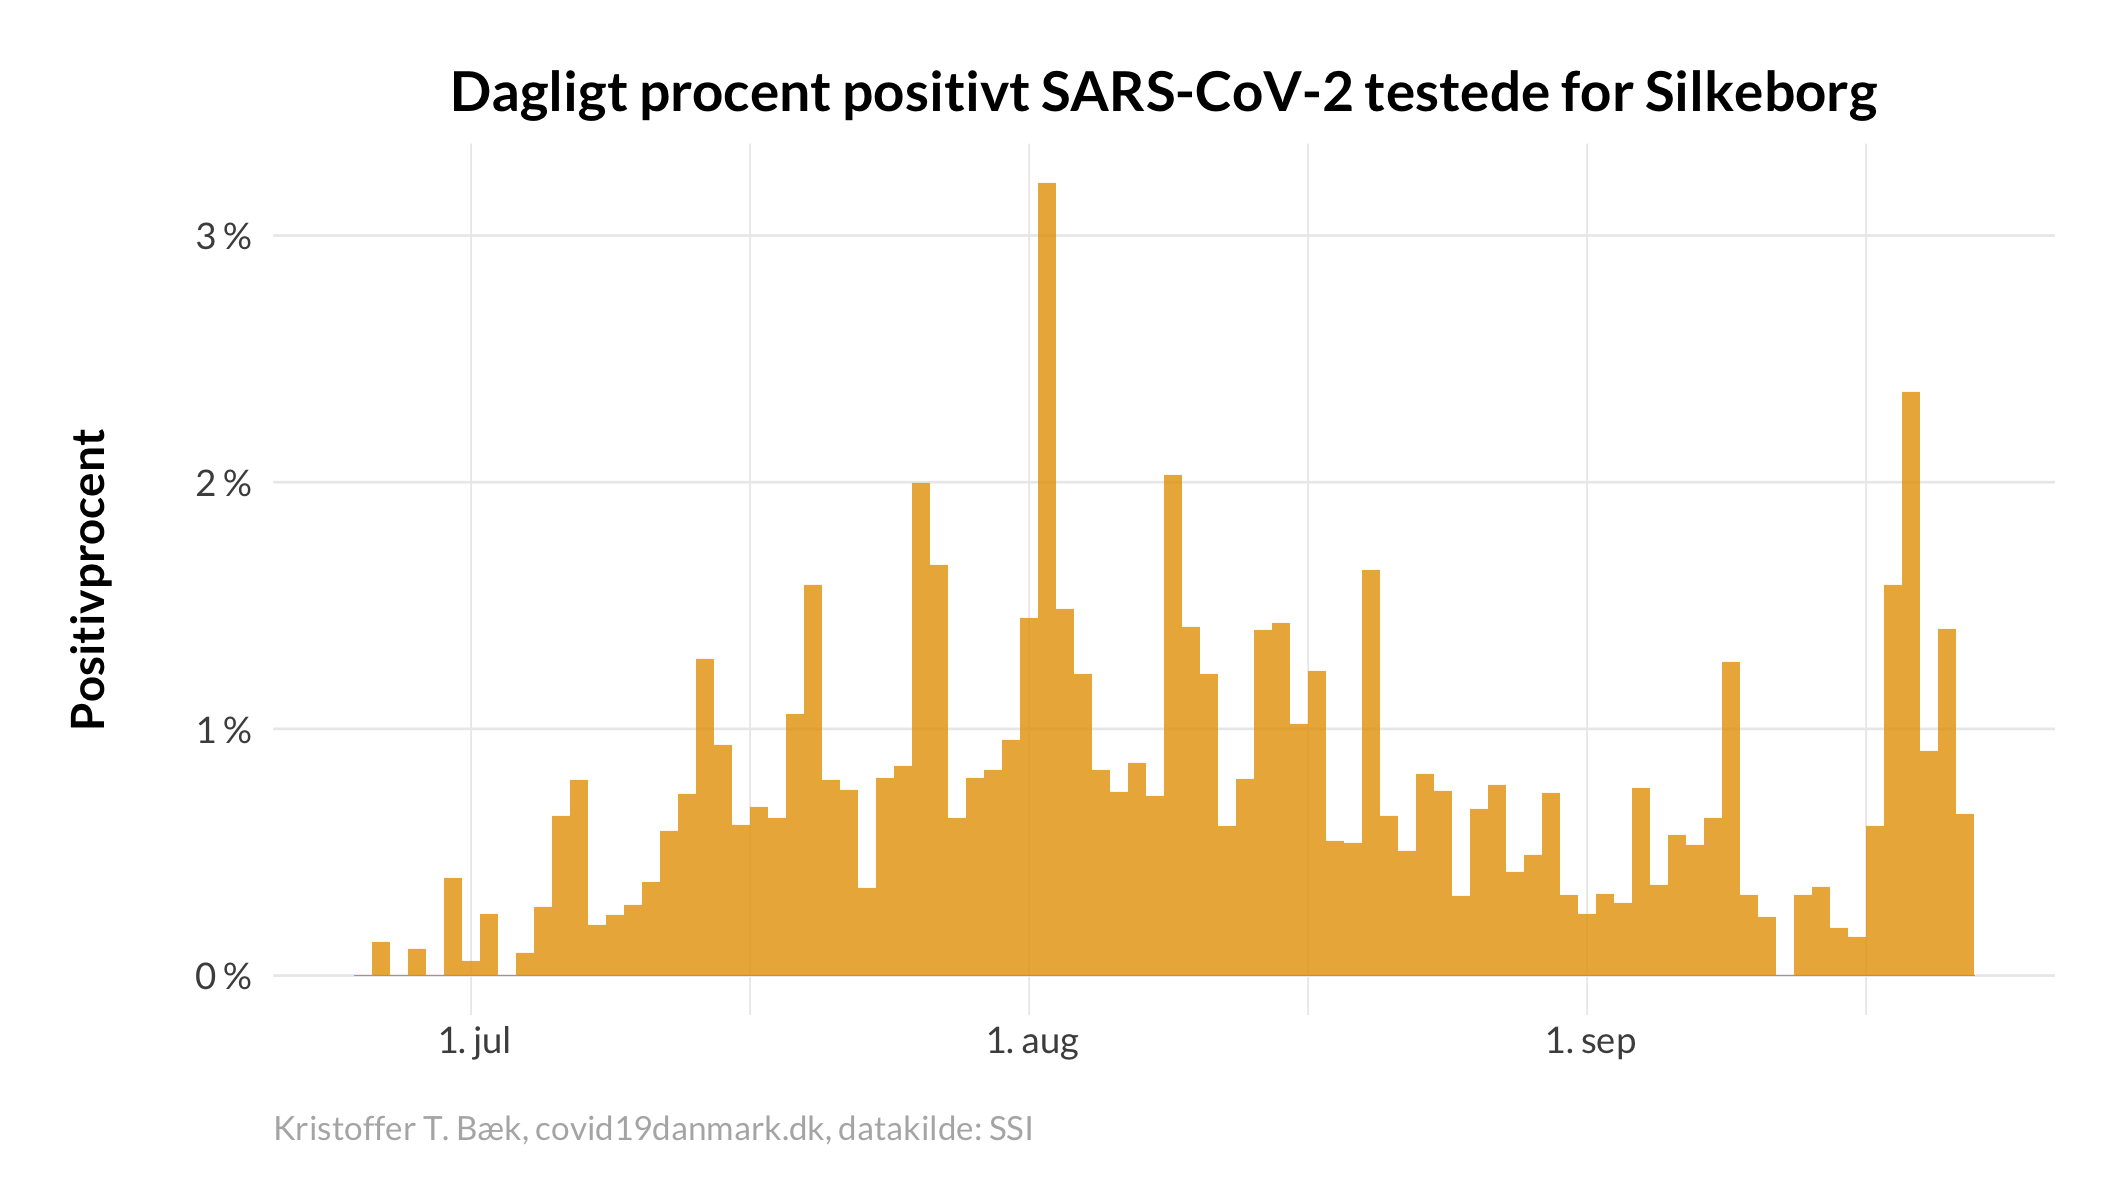 Dagligt procent positivt SARS-CoV-2 testede for Silkeborg
Positivprocent
3 %
2 %
1 %
0 %
1. jul
1. aug
1. sep
Kristoffer T. Bæk, covid19danmark.dk, datakilde: SSI